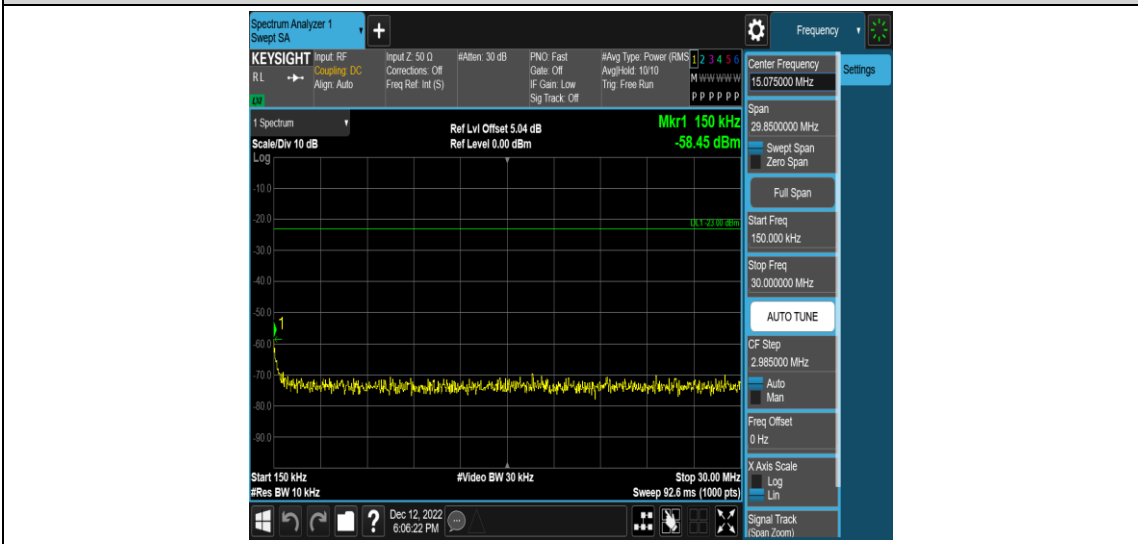 Spectrum Analyzer 1
Swept SA
+
Frequency
KEYSIGHT
RL
LXI
Input: RF
Coupling: DC
Align: Auto
Input Z: 50 Ω
Corrections: Off
Freq Ref: Int (S)
#Atten: 30 dB
PNO: Fast
Gate: Off
IF Gain: Low
Sig Track: Off
#Avg Type: Power (RMS
Avg|Hold: 10/10
Trig: Free Run
1 2 3 4 5 6
M W W W W W
P P P P P P
Center Frequency
15.075000 MHz
Settings
Span
29.8500000 MHz
Swept Span
Zero Span
Full Span
Start Freq
150.000 kHz
Stop Freq
30.000000 MHz
AUTO TUNE
CF Step
2.985000 MHz
Auto
Man
Freq Offset
0 Hz
X Axis Scale
Log
Lin
Signal Track
(Span Zoom)
1 Spectrum
Scale/Div 10 dB
Log
Ref Lvl Offset 5.04 dB
Ref Level 0.00 dBm
Mkr1 150 kHz
-58.45 dBm
-10.0
-20.0
DL1 -23.00 dBm
-30.0
-40.0
-50.0
1
-60.0
-70.0
-80.0
-90.0
Start 150 kHz
#Res BW 10 kHz
#Video BW 30 kHz
Stop 30.00 MHz
Sweep 92.6 ms (1000 pts)
?
Dec 12, 2022
6:06:22 PM